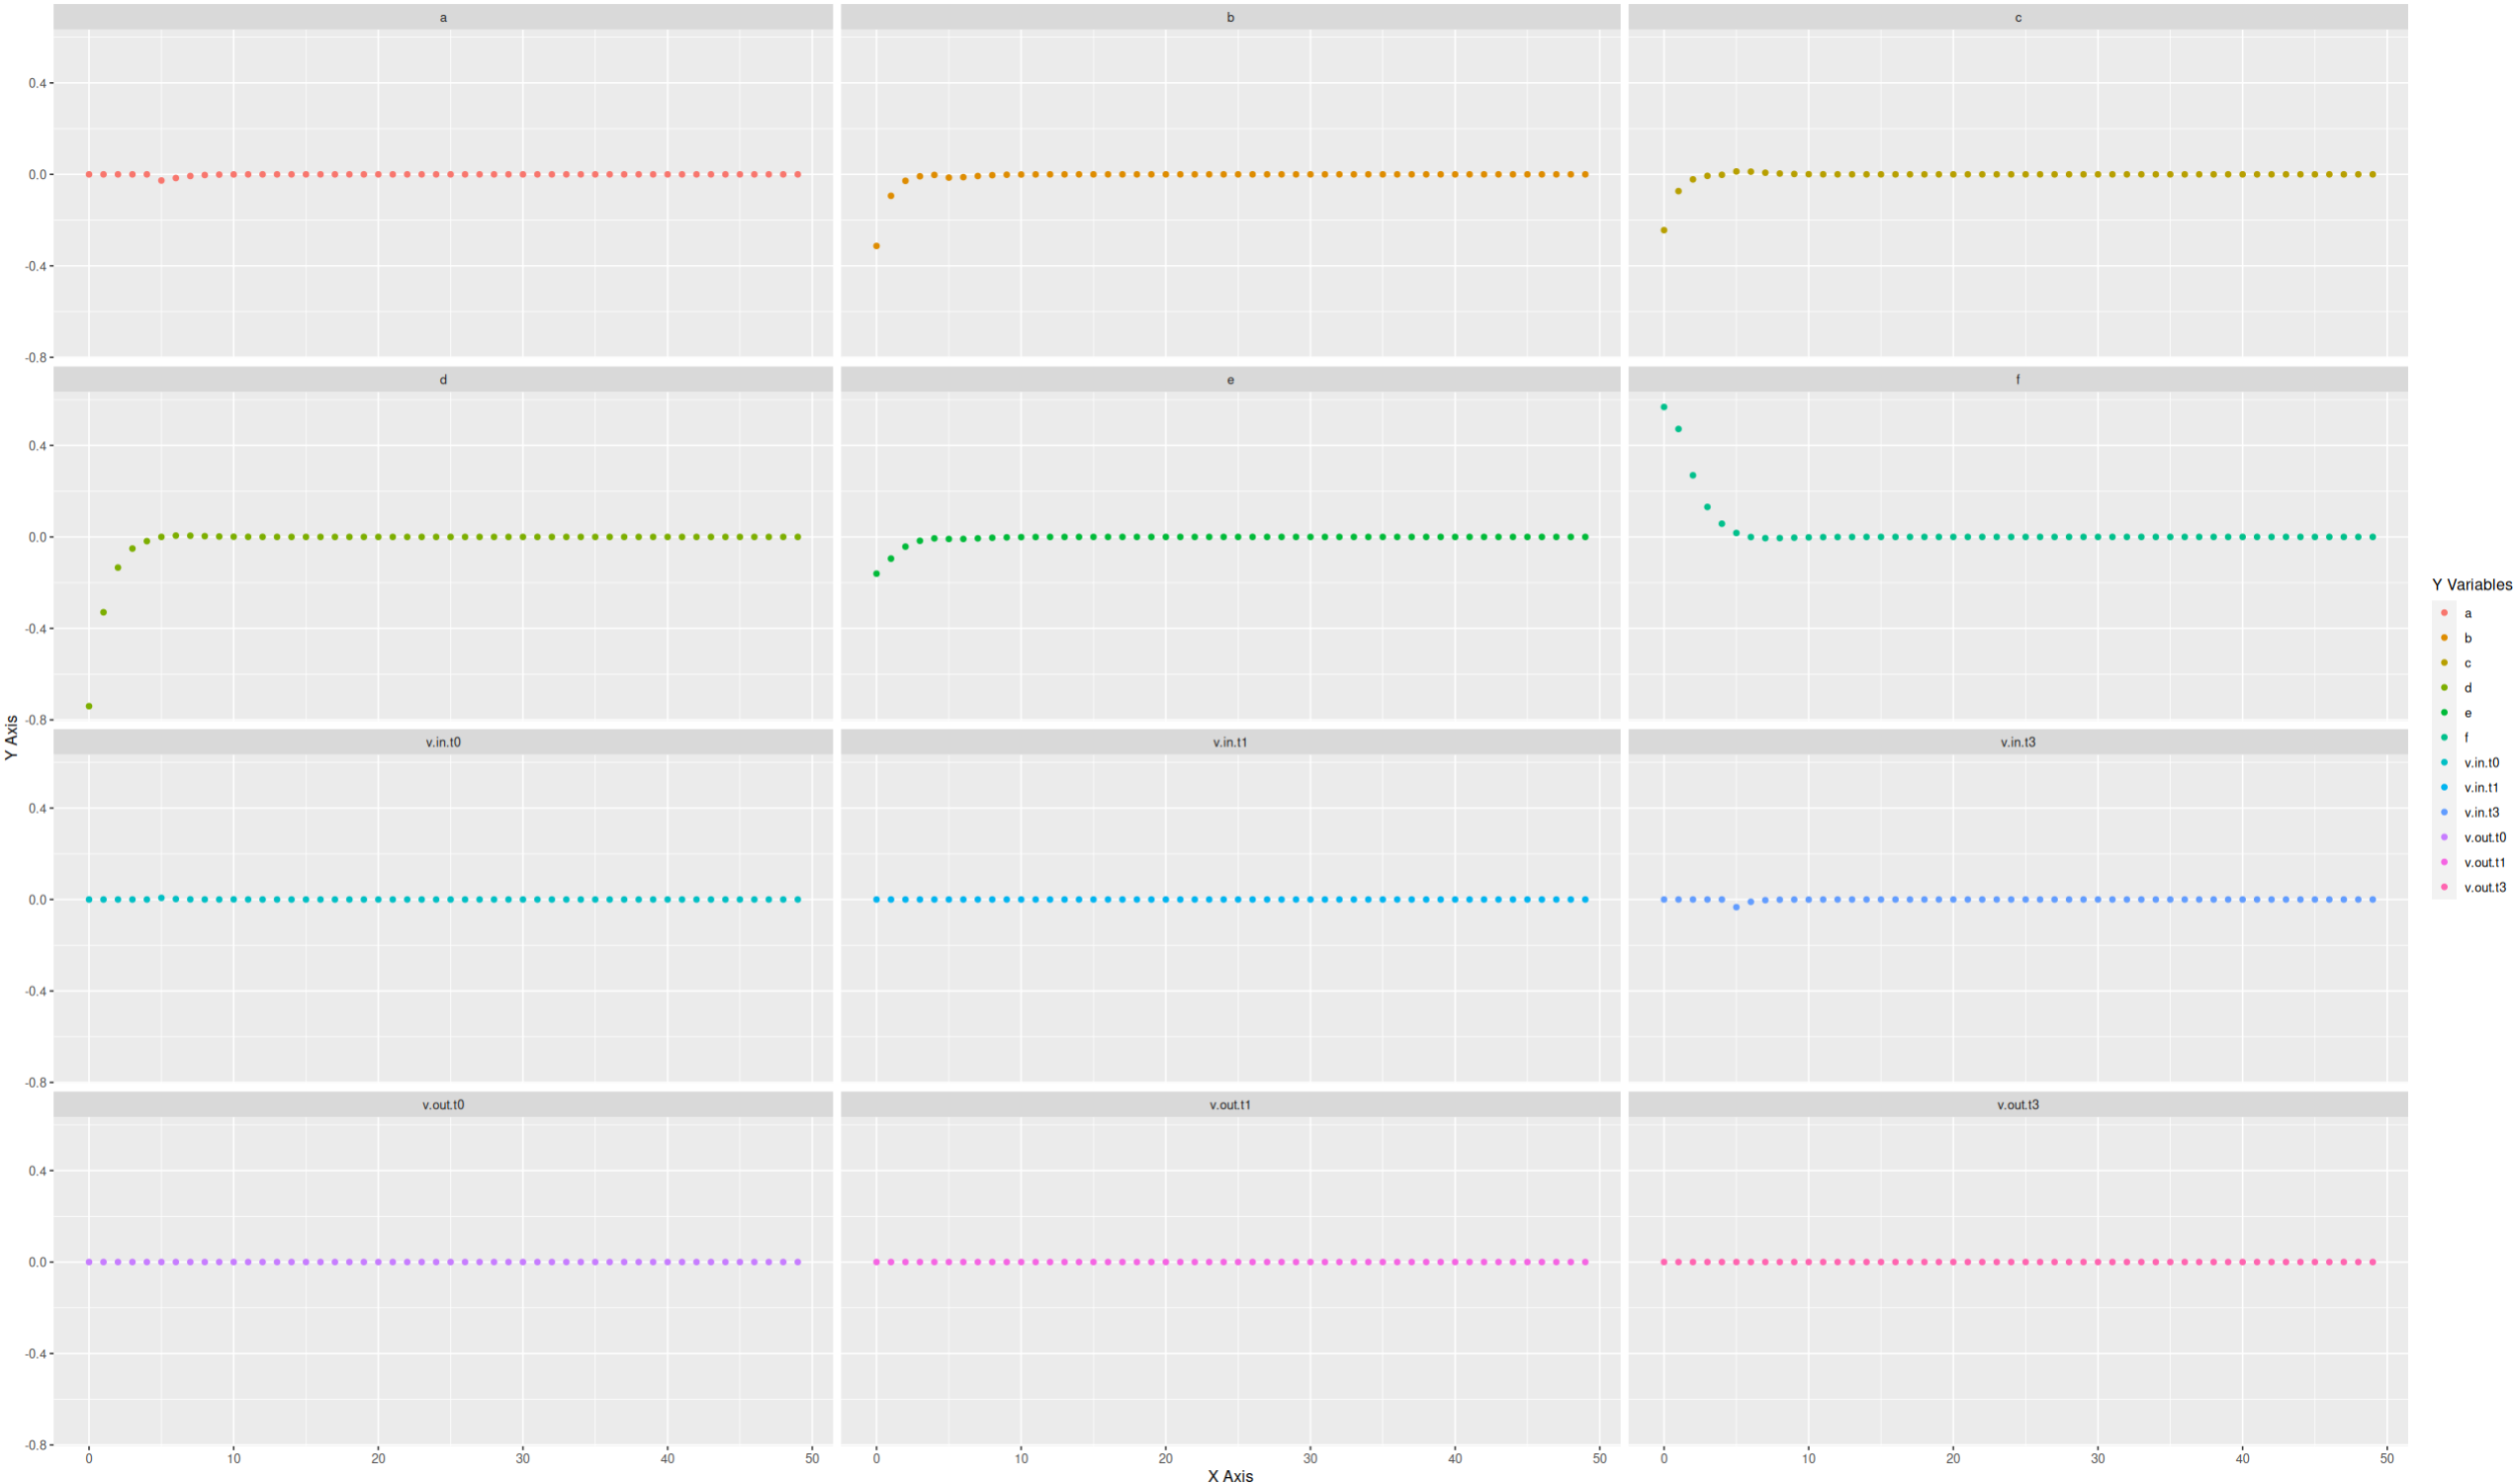 a b c
0.4
0.0
-0.4
-0.8
d e f
0.4
0.0
-0.4
-0.8
v.in.t0 v.in.t1 v.in.t3
0.4
0.0
-0.4
-0.8
v.out.t0 v.out.t1 v.out.t3
0.4
0.0
-0.4
-0.8
0 10 20 30 40 50 0 10 20 30 40 50 0 10 20 30 40 50
X Axis
Y Axis
Y Variables
a
b
c
d
e
f
v.in.t0
v.in.t1
v.in.t3
v.out.t0
v.out.t1
v.out.t3